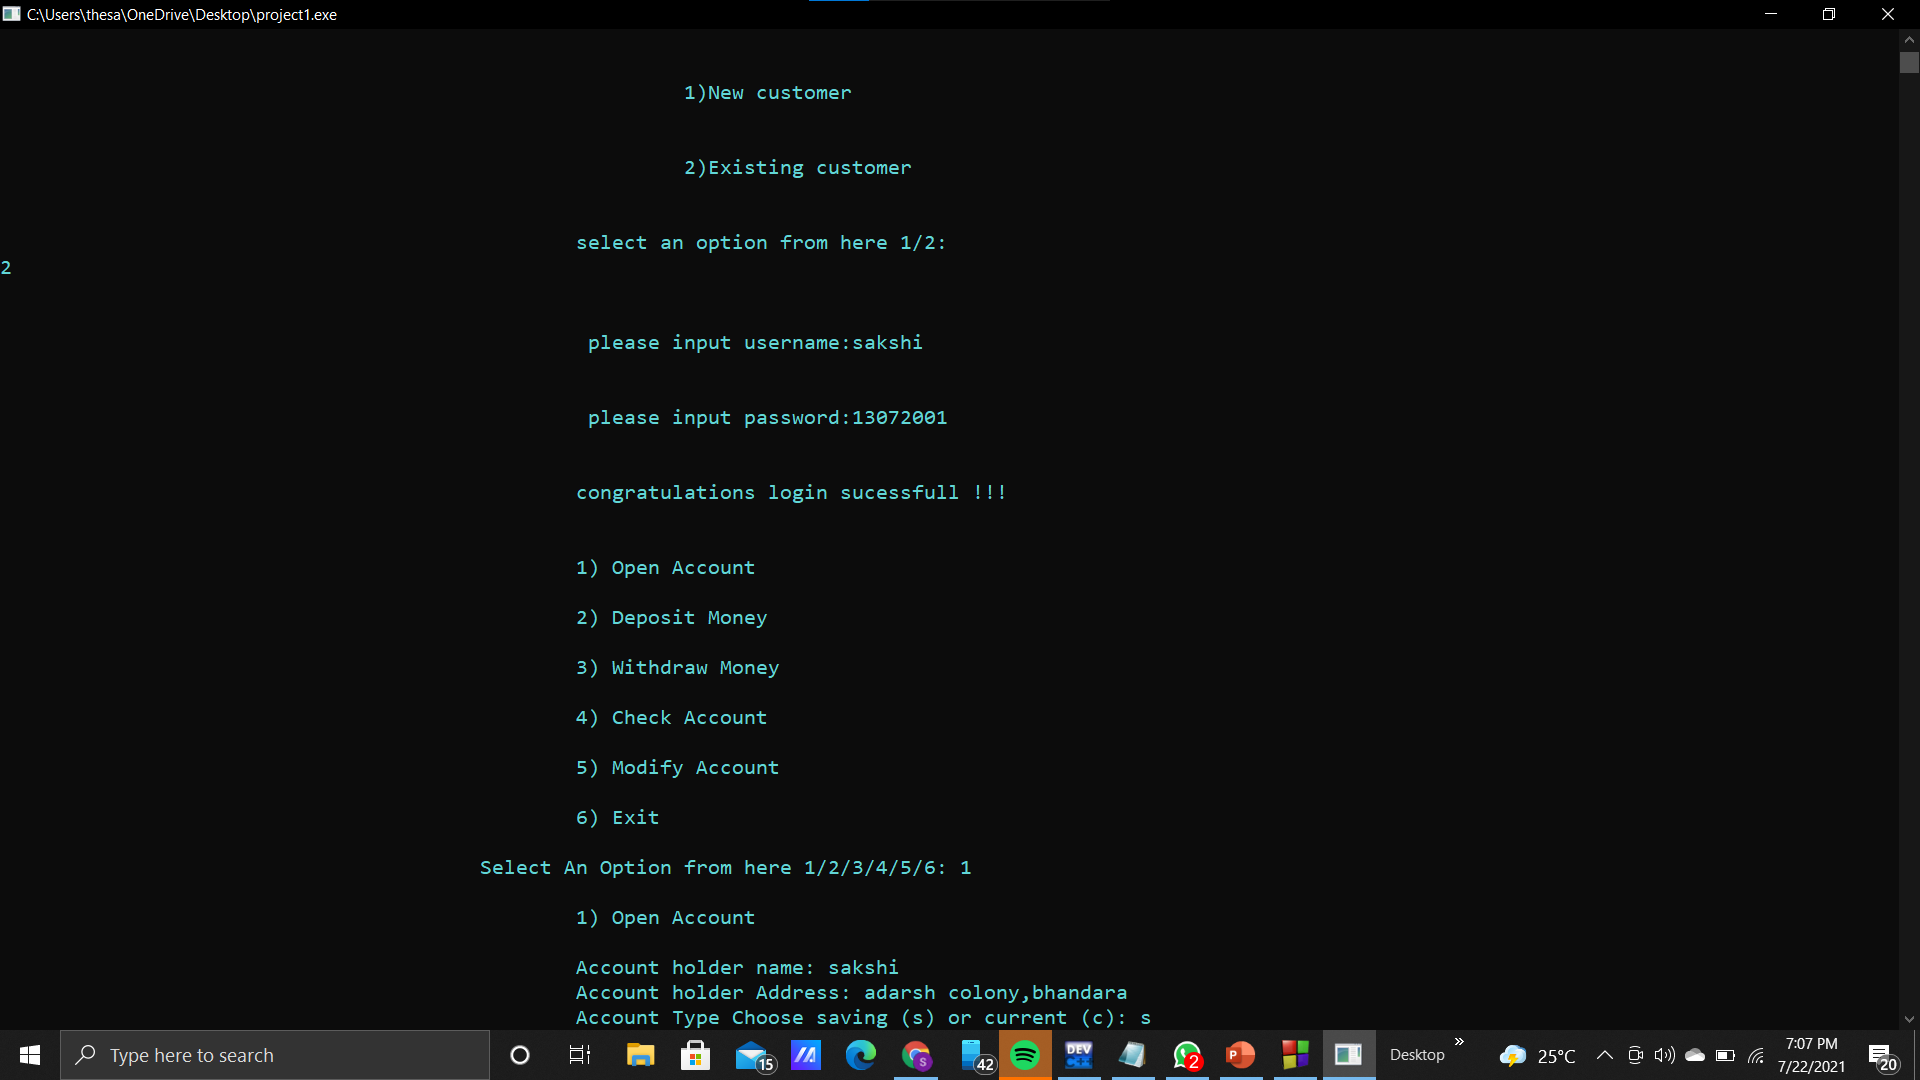 C:\Users\thesa\OneDrive\Desktop\project1.exe
1)New customer
2)Existing customer
select an option from here 1/2:
2
please input username:sakshi
please input password:13072001
congratulations login sucessfull !!!
1) Open Account
2) Deposit Money
3) Withdraw Money
4) Check Account
5) Modify Account
6) Exit
Select An Option from here 1/2/3/4/5/6: 1
1) Open Account
Account holder name: sakshi
Account holder Address: adarsh colony,bhandara
Account Type Choose saving (s) or current (c): s
Type here to search
15
S
42
DEV
C++
2
P
Desktop
»
25°C
7:07 PM
7/22/2021
20